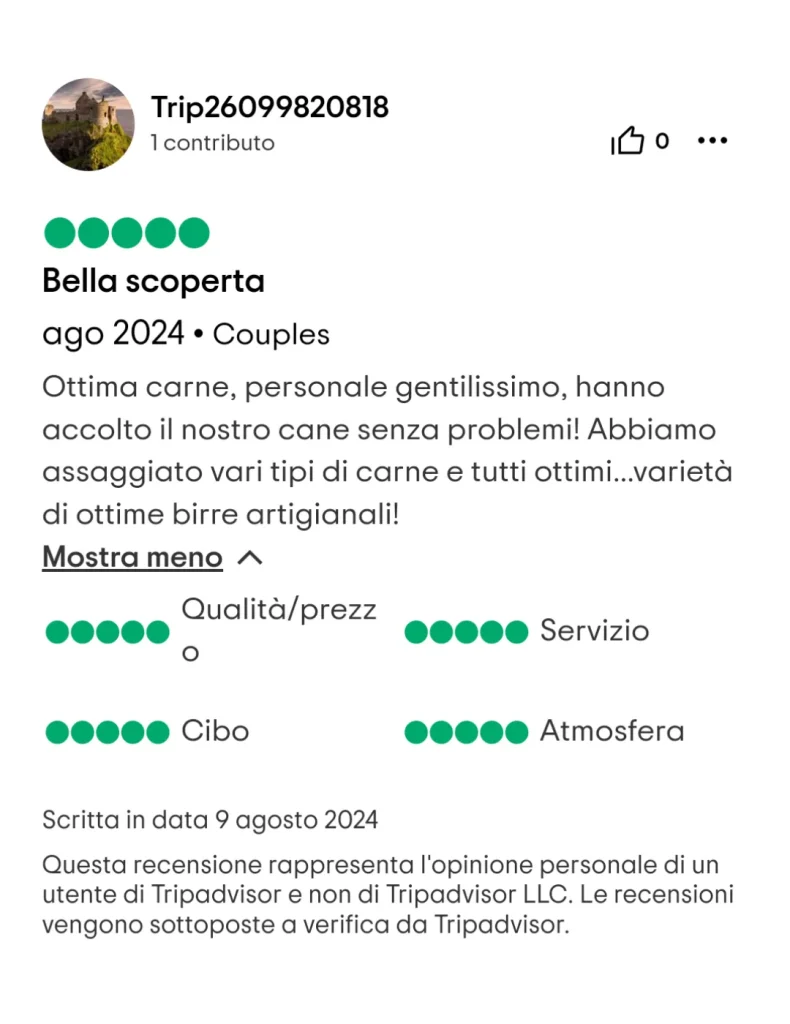 Trip26099820818
1 contributo
0
Bella scoperta
ago 2024 • Couples
Ottima carne, personale gentilissimo, hanno
accolto il nostro cane senza problemi! Abbiamo
assaggiato vari tipi di carne e tutti ottimi...varietà
di ottime birre artigianali!
Mostra meno
Qualità/prezz
o
Servizio
Cibo
Atmosfera
Scritta in data 9 agosto 2024
Questa recensione rappresenta l'opinione personale di un
utente di Tripadvisor e non di Tripadvisor LLC. Le recensioni
vengono sottoposte a verifica da Tripadvisor.